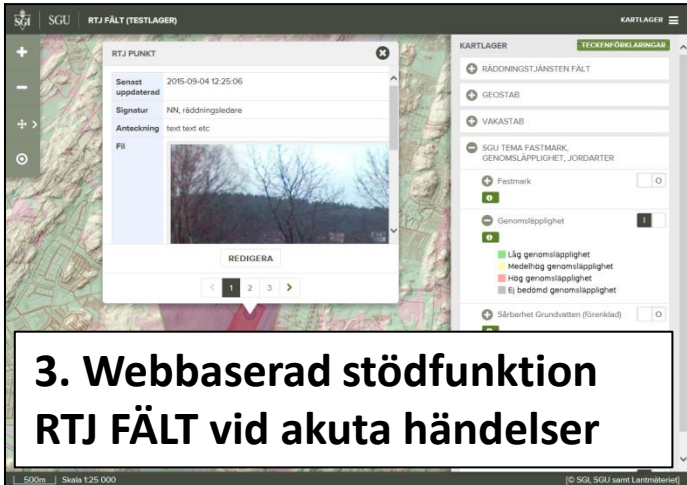 SGI SGU RTJ FÄLT (TESTLAGER) KARTLAGER
RTJ PUNKT
Senast uppdaterad 2015-09-04 12:25:06
Signatur NN, räddningsledare
Anteckning text text etc
Fil
REDIGERA
< 1 2 3 >
KARTLAGER TECKENFÖRKLARINGAR
RÄDDNINGSTJÄNSTEN FÄLT
GEOSTAB
VAKASTAB
SGU TEMA FASTMARK,
GENOMSLÄPPLIGHET, JORDARTER
Fastmark O
Genomsläpplighet I
Låg genomsläpplighet
Medelhög genomsläpplighet
Hög genomsläpplighet
Ej bedömd genomsläpplighet
Sårbarhet Grundvatten (förenklad) O
3. Webbaserad stödfunktion
RTJ FÄLT vid akuta händelser
500m Skala 1:25 000 [© SGI, SGU samt Lantmäteriet]